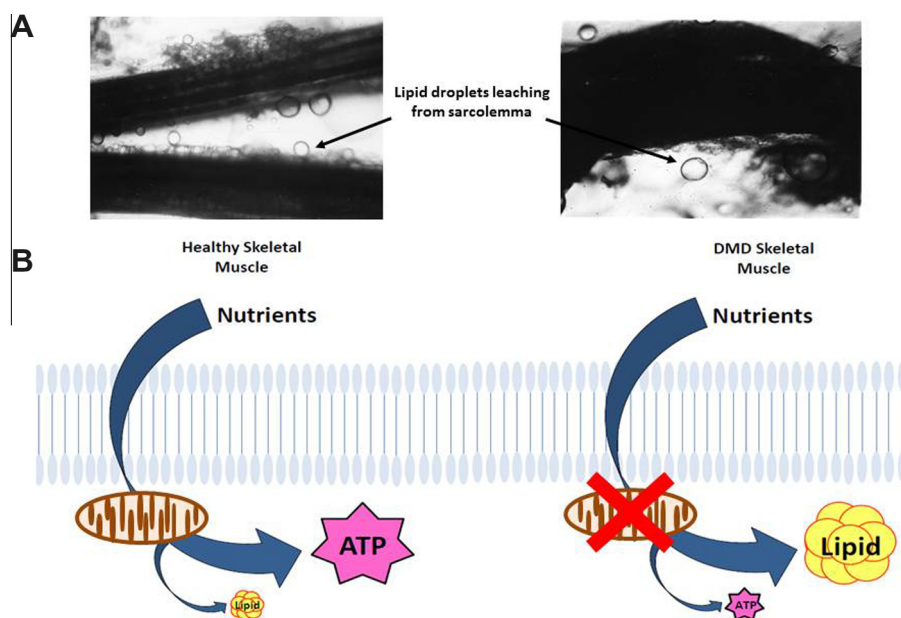 A
Lipid droplets leaching
from sarcolemma
Healthy Skeletal
Muscle
DMD Skeletal
Muscle
B
Nutrients
Nutrients
ATP
Lipid
Lipid
ATP